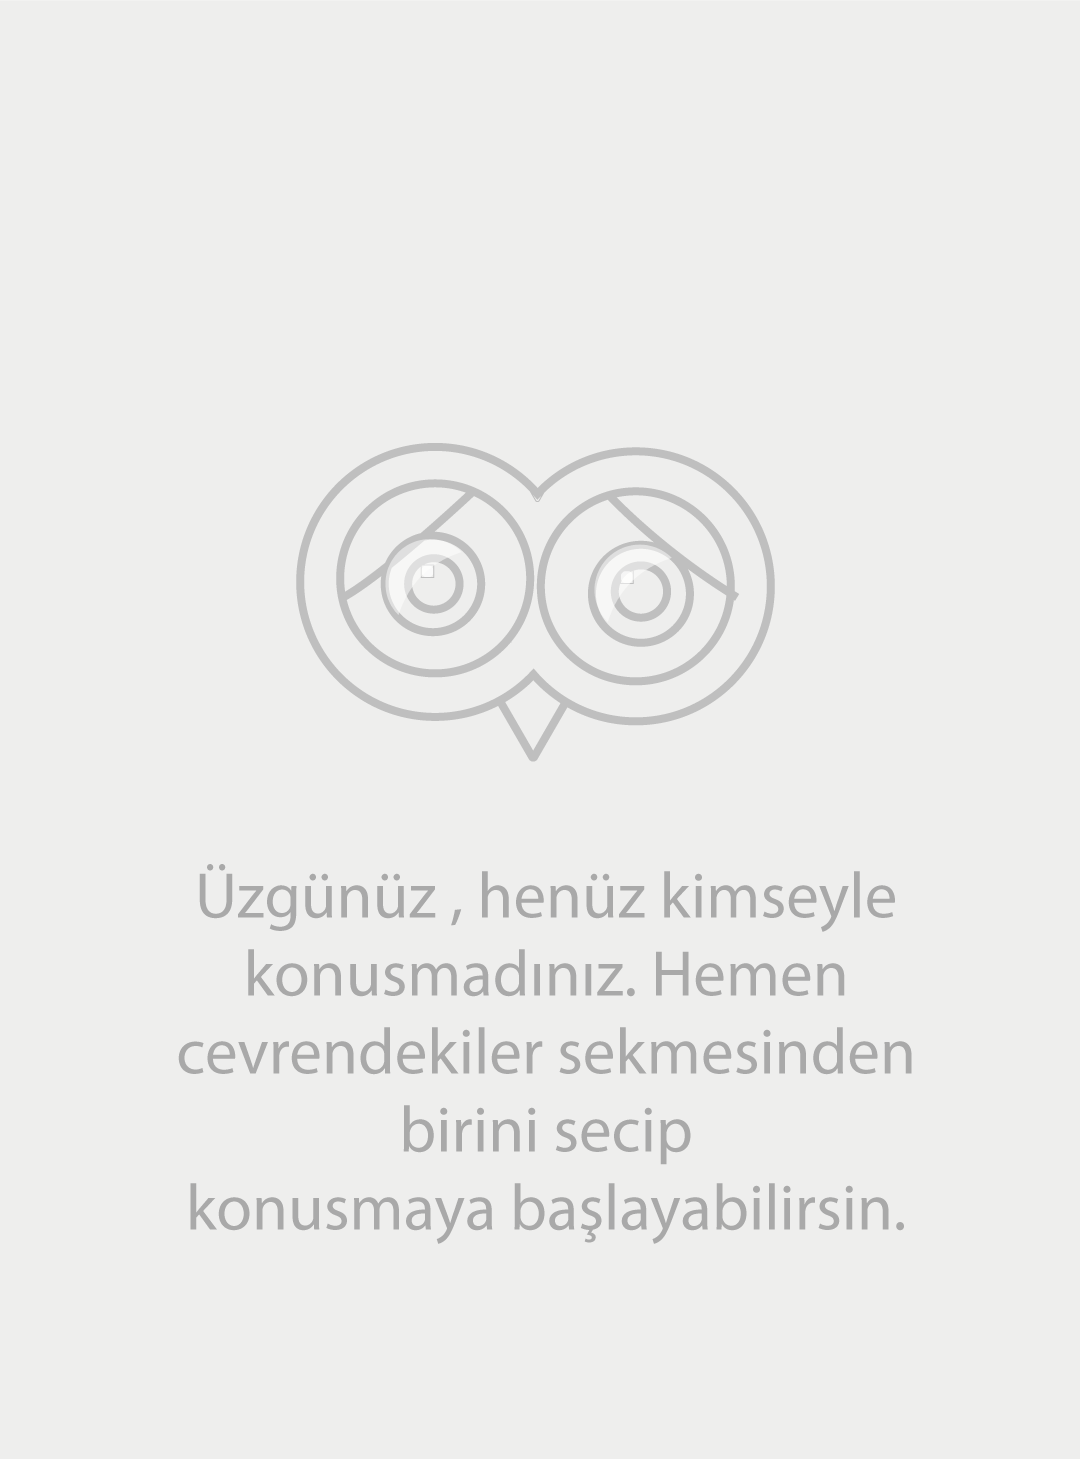 Üzgünüz , henüz kimseyle
konusmadınız. Hemen
cevrendekiler sekmesinden
birini secip
konusmaya başlayabilirsin.